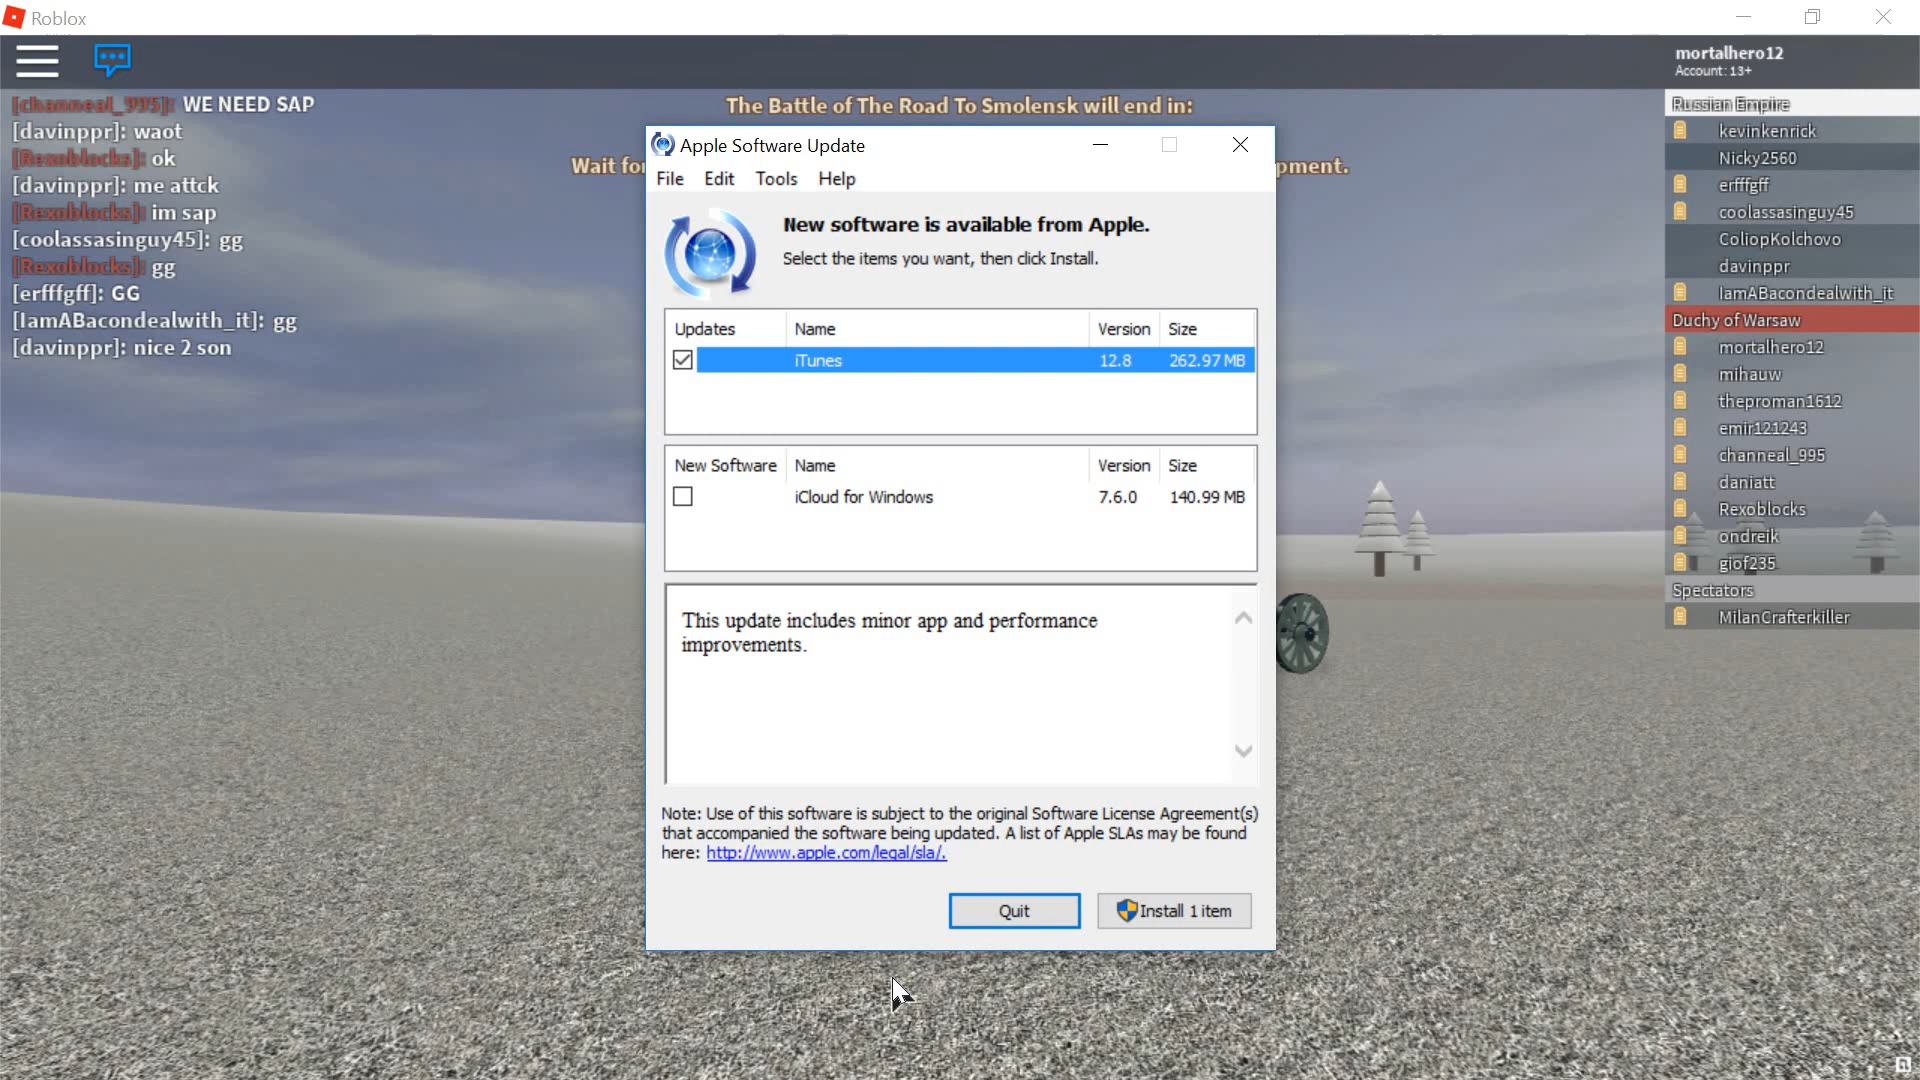 Roblox
mortalhero12
Account: 13+
[channeal_995]: WE NEED SAP
[davinppr]: waot
[Rexoblocks]: ok
[davinppr]: me attck
[Rexoblocks]: im sap
[coolassasinguy45]: gg
[Rexoblocks]: gg
[erfffgff]: GG
[IamABacondealwith_it]: gg
[davinppr]: nice 2 son
The Battle of The Road To Smolensk will end in:
Wait for
pment.
Apple Software Update
File Edit Tools Help
New software is available from Apple.
Select the items you want, then click Install.
Updates Name Version Size
iTunes 12.8 262.97 MB
New Software Name Version Size
iCloud for Windows 7.6.0 140.99 MB
This update includes minor app and performance
improvements.
Note: Use of this software is subject to the original Software License Agreement(s)
that accompanied the software being updated. A list of Apple SLAs may be found
here: http://www.apple.com/legal/sla/.
Quit
Install 1 item
Russian Empire
kevinkenrick
Nicky2560
erfffgff
coolassasinguy45
ColiopKolchovo
davinppr
IamABacondealwith_it
Duchy of Warsaw
mortalhero12
mihauw
theproman1612
emir121243
channeal_995
daniatt
Rexoblocks
ondreik
giof235
Spectators
MilanCrafterkiller